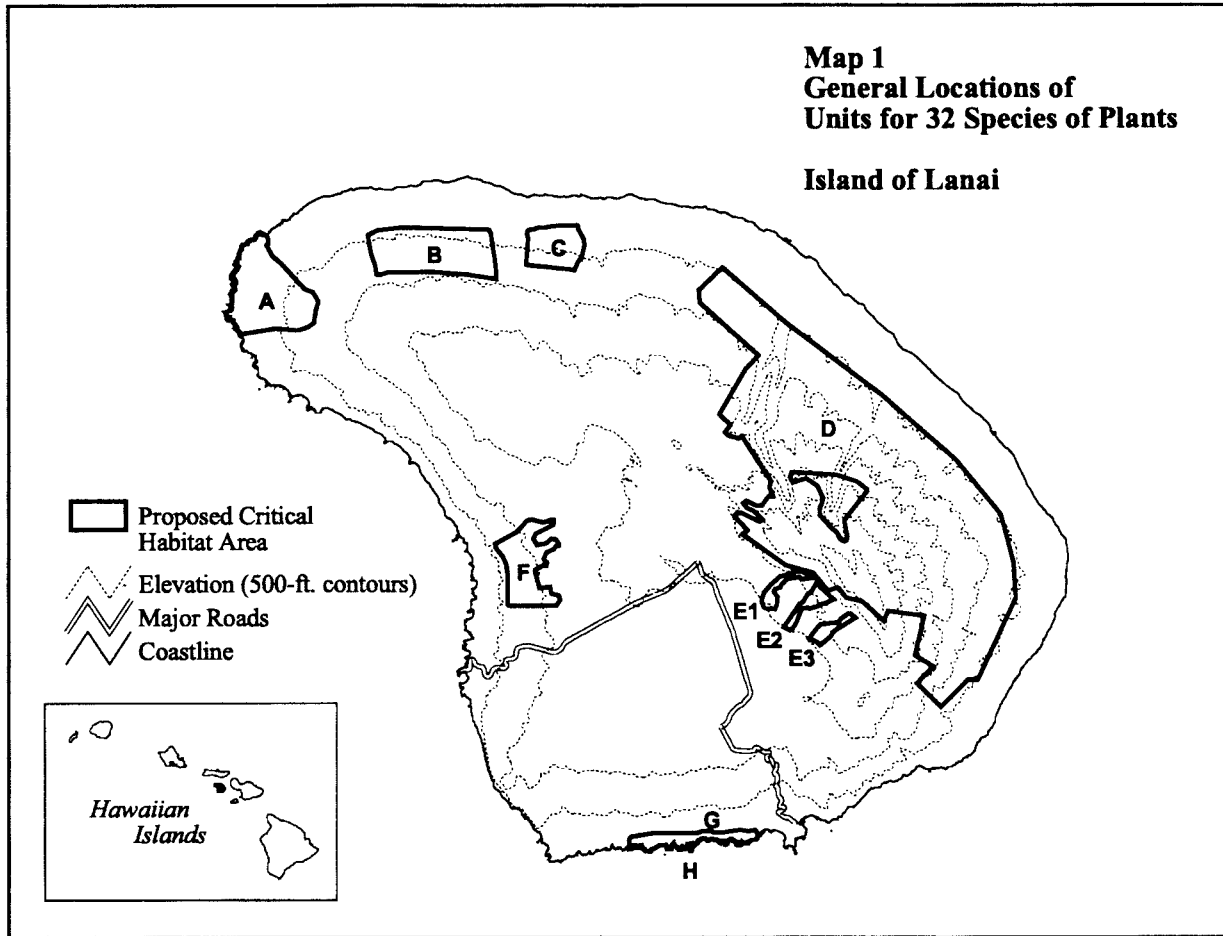 Map 1
General Locations of
Units for 32 Species of Plants
Island of Lanai
A
B
C
D
E1
E2
E3
F
G
H
Proposed Critical
Habitat Area
Elevation (500-ft. contours)
Major Roads
Coastline
Hawaiian
Islands